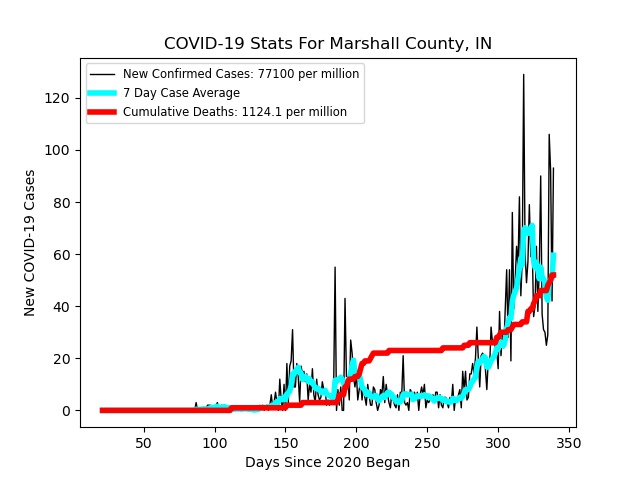 COVID-19 Stats For Marshall County, IN
New Confirmed Cases: 77100 per million
7 Day Case Average
Cumulative Deaths: 1124.1 per million
New COVID-19 Cases
120
100
80
60
40
20
0
50
100
150
200
250
300
350
Days Since 2020 Began